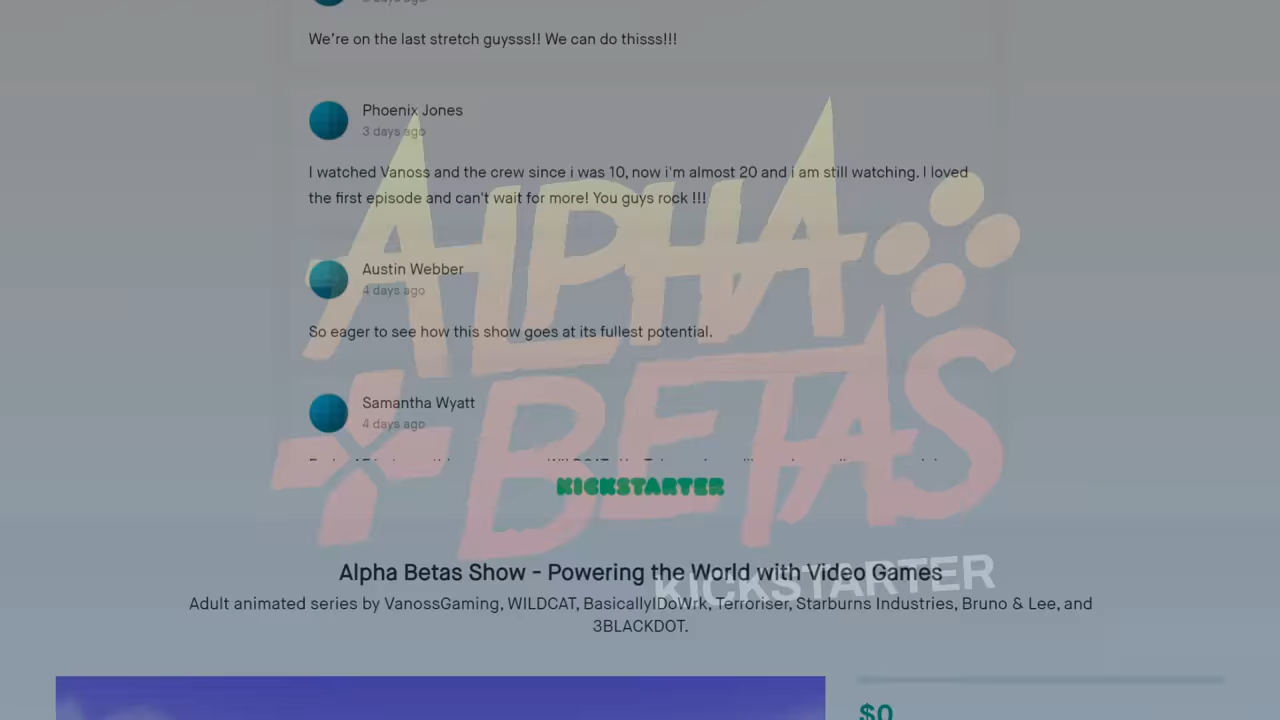 We're on the last stretch guysss!! We can do thisss!!!
Phoenix Jones
3 days ago
I watched Vanoss and the crew since i was 10, now i'm almost 20 and i am still watching. I loved
the first episode and can't wait for more! You guys rock !!!
Austin Webber
4 days ago
So eager to see how this show goes at its fullest potential.
Samantha Wyatt
4 days ago
ALPHA
BETAS
KICKSTARTER
KICKSTARTER
Alpha Betas Show - Powering the World with Video Games
Adult animated series by VanossGaming, WILDCAT, BasicallyIDoWrk, Terroriser, Starburns Industries, Bruno & Lee, and
3BLACKDOT.
$0